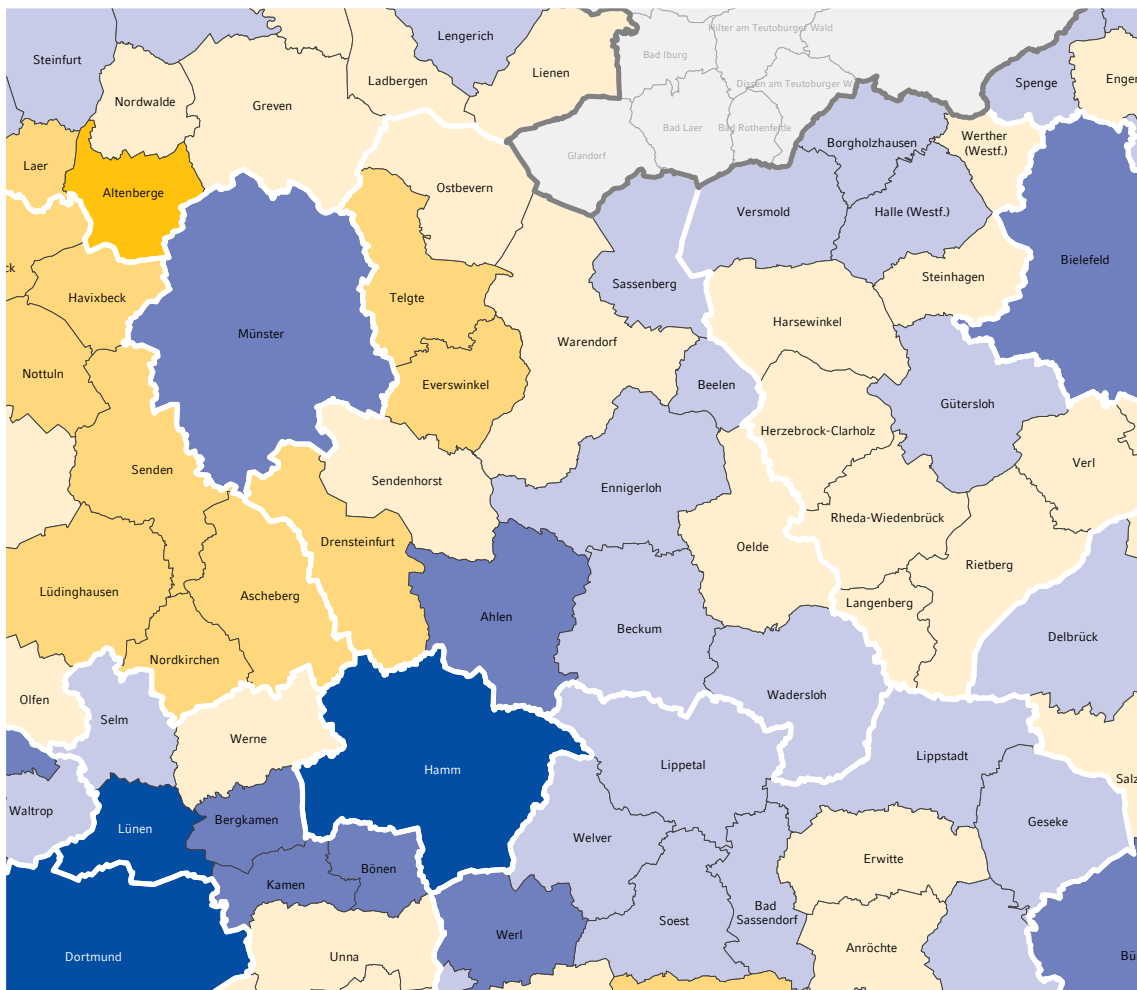 Steinfurt
Lengerich
Hilter am Teutoburger Wald
Bad Iburg
Nordwalde
Greven
Ladbergen
Lienen
Dissen am Teutoburger W
Spenge
Enger
Laer
Altenberge
Ostbevern
Glandorf
Bad Laer
Bad Rothenfelde
Borgholzhausen
Werther
(Westf.)
Versmold
Halle (Westf.)
Bielefeld
ck
Havixbeck
Telgte
Sassenberg
Steinhagen
Münster
Warendorf
Harsewinkel
Nottuln
Everswinkel
Beelen
Gütersloh
Herzebrock-Clarholz
Senden
Sendenhorst
Ennigerloh
Verl
Drensteinfurt
Oelde
Rheda-Wiedenbrück
Rietberg
Lüdinghausen
Ascheberg
Ahlen
Beckum
Langenberg
Delbrück
Nordkirchen
Olfen
Selm
Werne
Wadersloh
Hamm
Lippetal
Lippstadt
Salz
Waltrop
Lünen
Bergkamen
Welver
Geseke
Kamen
Bönen
Erwitte
Dortmund
Unna
Werl
Soest
Bad
Sassendorf
Anröchte
Bü